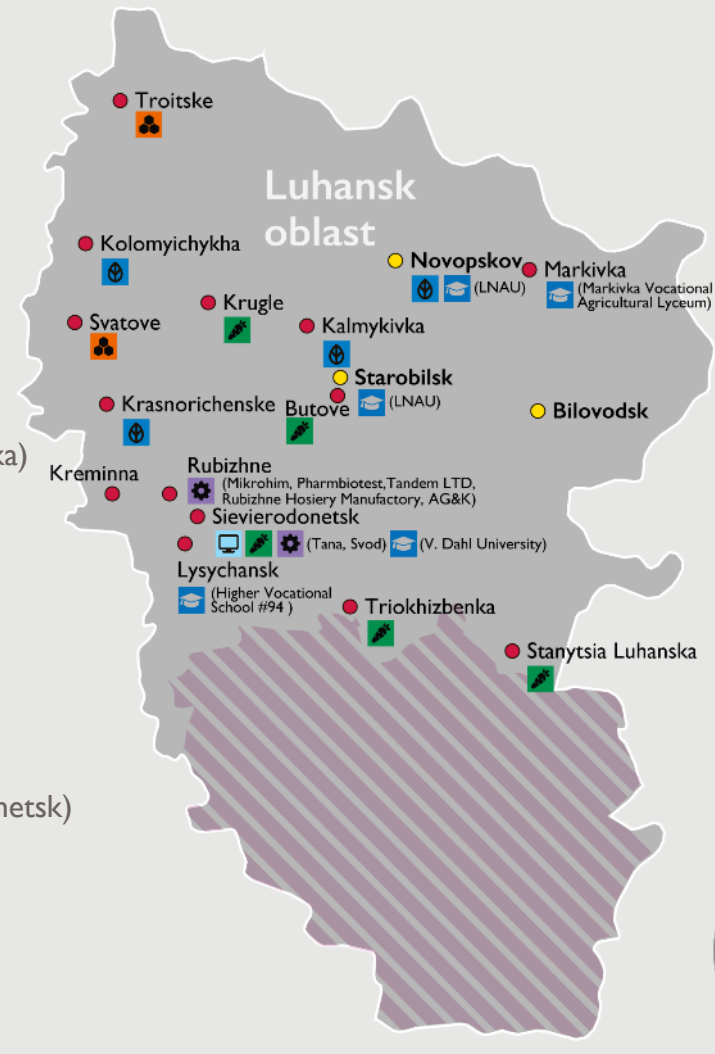 Troitske
Luhansk
oblast
Kolomyichykha
Novopskov
(LNAU)
Markivka
(Markivka Vocational
Agricultural Lyceum)
Krugle
Svatove
Kalmykivka
Starobilsk
(LNAU)
Krasnorichenske
Butove
Bilovodsk
ka)
Kreminna
Rubizhne
(Mikrohim, Pharmbiotest,Tandem LTD,
Rubizhne Hosiery Manufactory, AG&K)
Sievierodonetsk
(Tana, Svod)
(V. Dahl University)
Lysychansk
(Higher Vocational
School #94 )
Triokhizbenka
Stanytsia Luhanska
netsk)